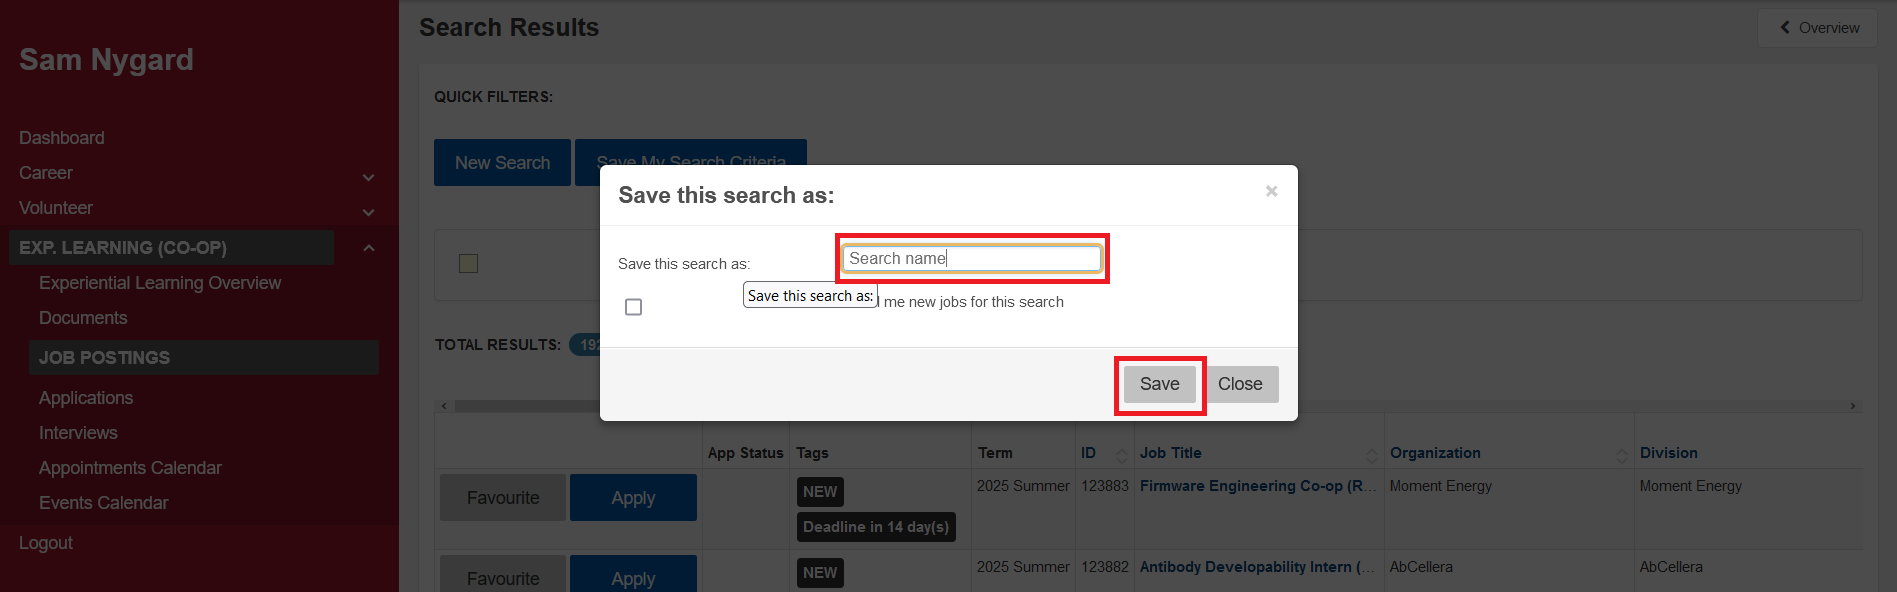 Sam Nygard
Dashboard
Career
Volunteer
EXP. LEARNING (CO-OP)
Experiential Learning Overview
Documents
JOB POSTINGS
Applications
Interviews
Appointments Calendar
Events Calendar
Logout
Search Results
Overview
QUICK FILTERS:
New Search
Save My Search Criteria
Save this search as:
×
Save this search as:
Search name
Save this search as:
me new jobs for this search
Save
Close
TOTAL RESULTS:
App Status Tags Term ID Job Title Organization Division
Favourite Apply NEW 2025 Summer 123883 Firmware Engineering Co-op (R... Moment Energy Moment Energy
Deadline in 14 day(s)
Favourite Apply NEW 2025 Summer 123882 Antibody Developability Intern (... AbCellera AbCellera